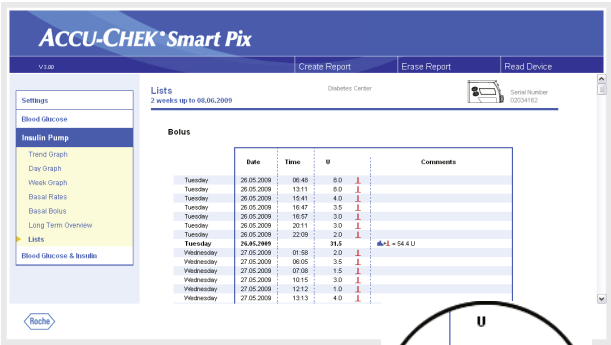 ACCU-CHEK® Smart Pix
V 3.00
Create Report
Erase Report
Read Device
Settings
Blood Glucose
Insulin Pump
Trend Graph
Day Graph
Week Graph
Basal Rates
Basal Bolus
Long Term Overview
Lists
Blood Glucose & Insulin
Lists
2 weeks up to 08.06.2009
Diabetes Center
Serial Number
02034182
Bolus
Date Time U Comments
Tuesday 26.05.2009 06:48 6.0
Tuesday 26.05.2009 13:11 6.0
Tuesday 26.05.2009 15:41 4.0
Tuesday 26.05.2009 16:47 3.5
Tuesday 26.05.2009 16:57 3.0
Tuesday 26.05.2009 20:11 3.0
Tuesday 26.05.2009 22:09 2.0
Tuesday 26.05.2009 31.5 + = 54.4 U
Wednesday 27.05.2009 01:58 2.0
Wednesday 27.05.2009 06:05 3.5
Wednesday 27.05.2009 07:08 1.5
Wednesday 27.05.2009 10:15 3.0
Wednesday 27.05.2009 12:12 1.0
Wednesday 27.05.2009 13:13 4.0
Roche
U